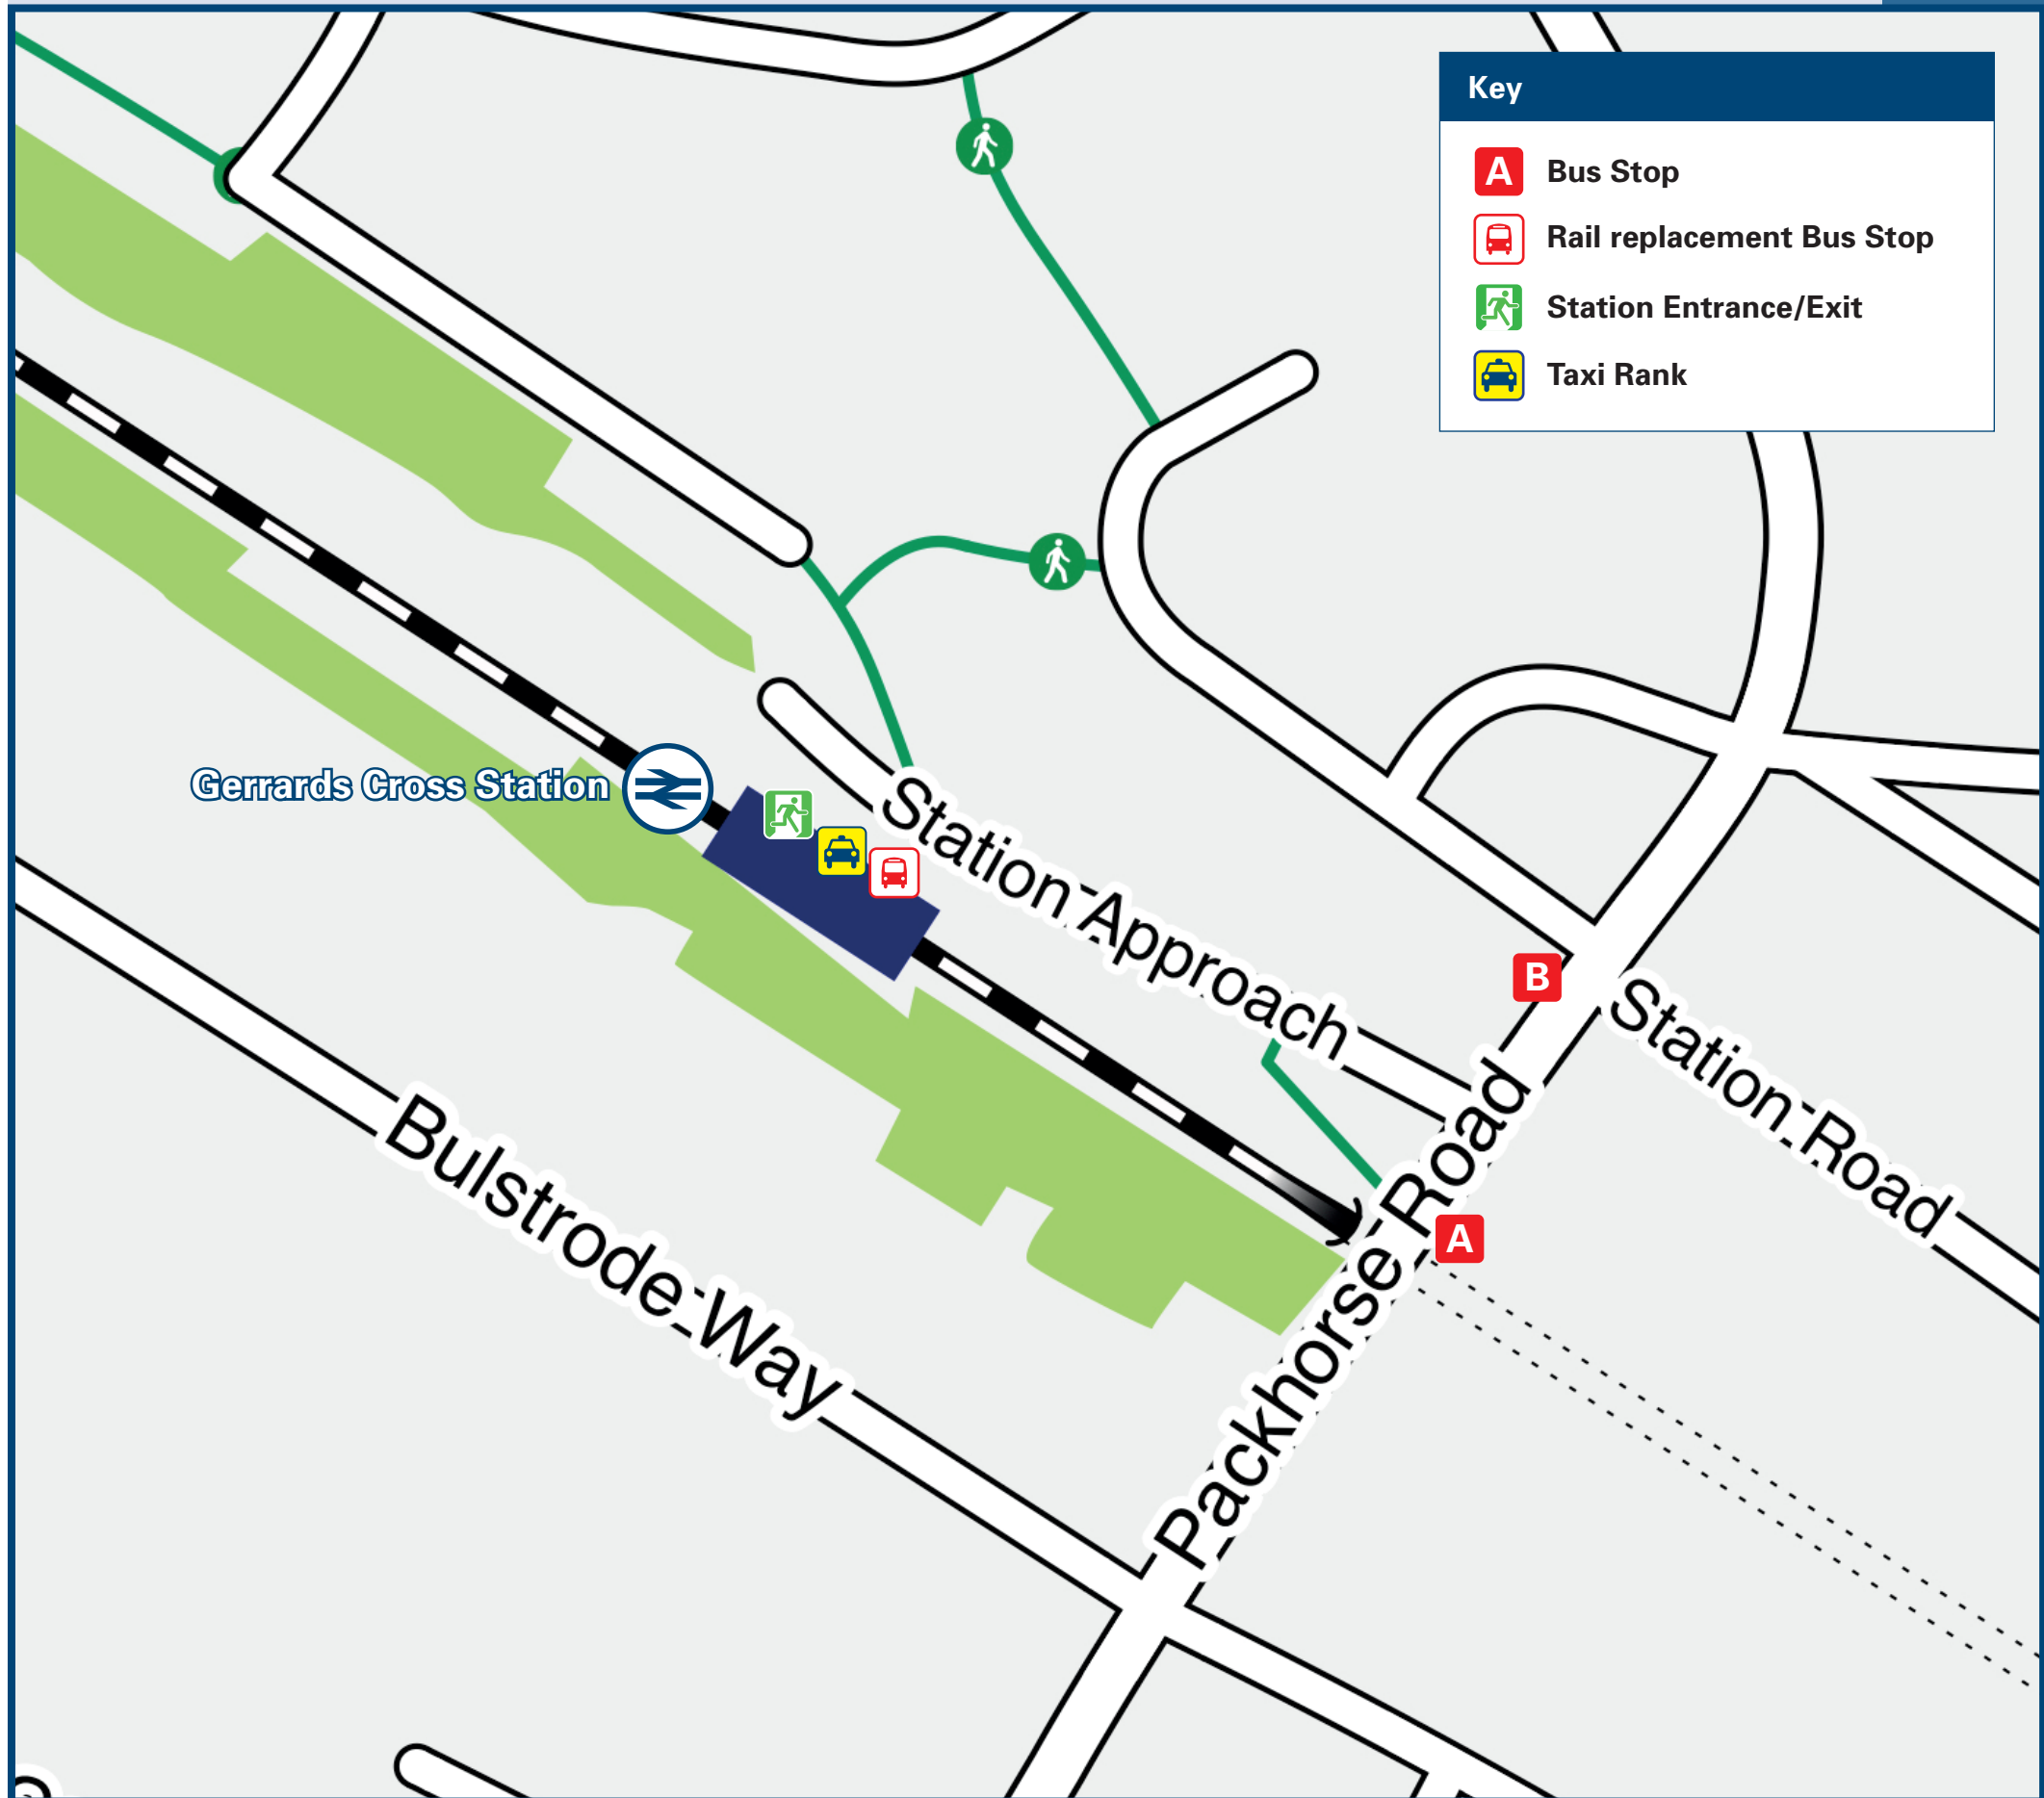 Key
A Bus Stop
Rail replacement Bus Stop
Station Entrance/Exit
Taxi Rank
Gerrards Cross Station
Station Approach
B
Station Road
A
Packhorse Road
Bulstrode Way